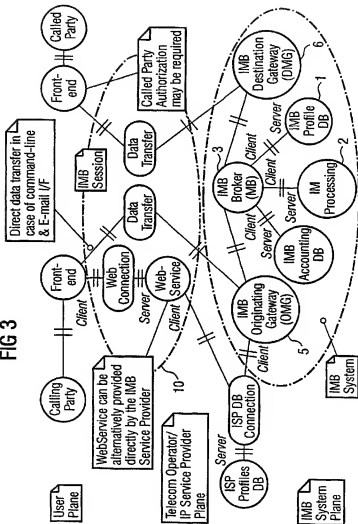 FIG 3
User
Plane
Calling
Party
Client
Front-
end
Direct data transfer in
case of command-line
& E-mail I/F
Front-
end
Called
Party
Called Party
Authorization
may be required
IMB
Session
Web
Connection
Server
Data
Transfer
Data
Transfer
Web-
Service
Client
WebService can be
alternatively provided
directly by the IMB
Service Provider
10
Telecom Operator/
IP Service Provider
Plane
ISP
Profiles
DB
Server
ISP DB
Connection
Client
IMB
Originating
Gateway
(DMG)
5
Client
IMB
Broker
(MB)
3
Client
Server
IMB
Accounting
DB
Client
Server
IM
Processing
2
Client
Server
IMB
Profile
DB
1
IMB
Destination
Gateway
(DMG)
6
IMB
System
Plane
IMB
System